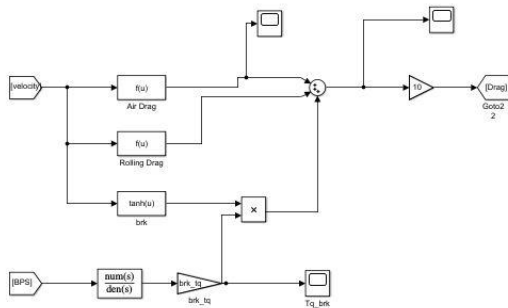 [velocity]
f(u)
Air Drag
10
[Drag]
Goto2
2
f(u)
Rolling Drag
tanh(u)
brk
×
[BPS]
num(s)
den(s)
brk_tq
brk_tq
Tq_brk